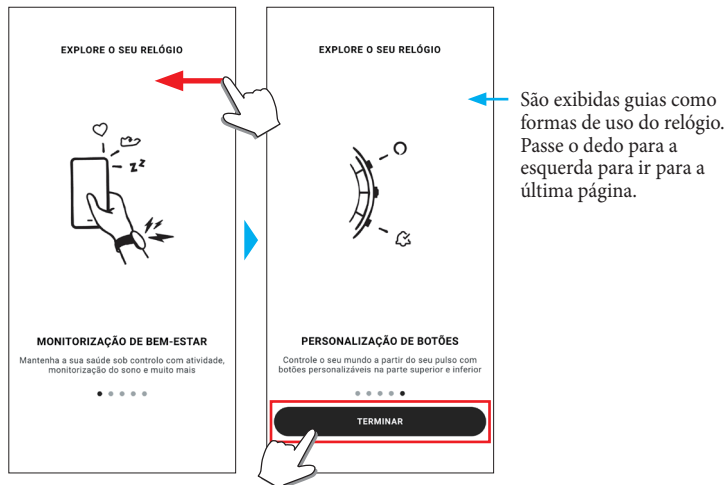 EXPLORE O SEU RELÓGIO
z z
MONITORIZAÇÃO DE BEM-ESTAR
Mantenha a sua saúde sob controlo com atividade,
monitorização do sono e muito mais
EXPLORE O SEU RELÓGIO
PERSONALIZAÇÃO DE BOTÕES
Controle o seu mundo a partir do seu pulso com
botões personalizáveis na parte superior e inferior
TERMINAR
São exibidas guias como
formas de uso do relógio.
Passe o dedo para a
esquerda para ir para a
última página.